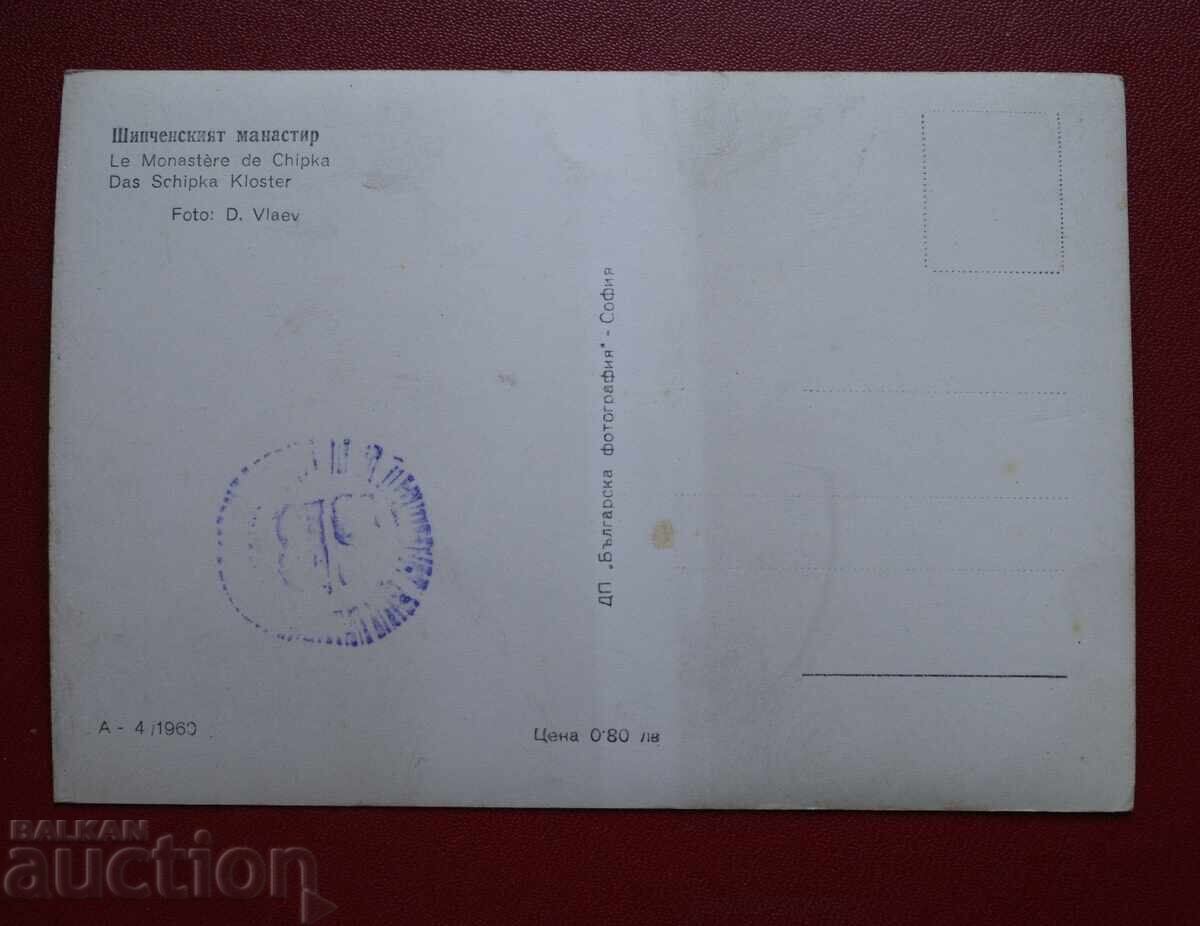 Шипченският манастир
Le Monastère de Chipka
Das Schipka Kloster
Foto: D. Vlaev
ДП „Българска фотография" - София
А - 4/1960
Цена 0·80 лв
BALKAN
auction